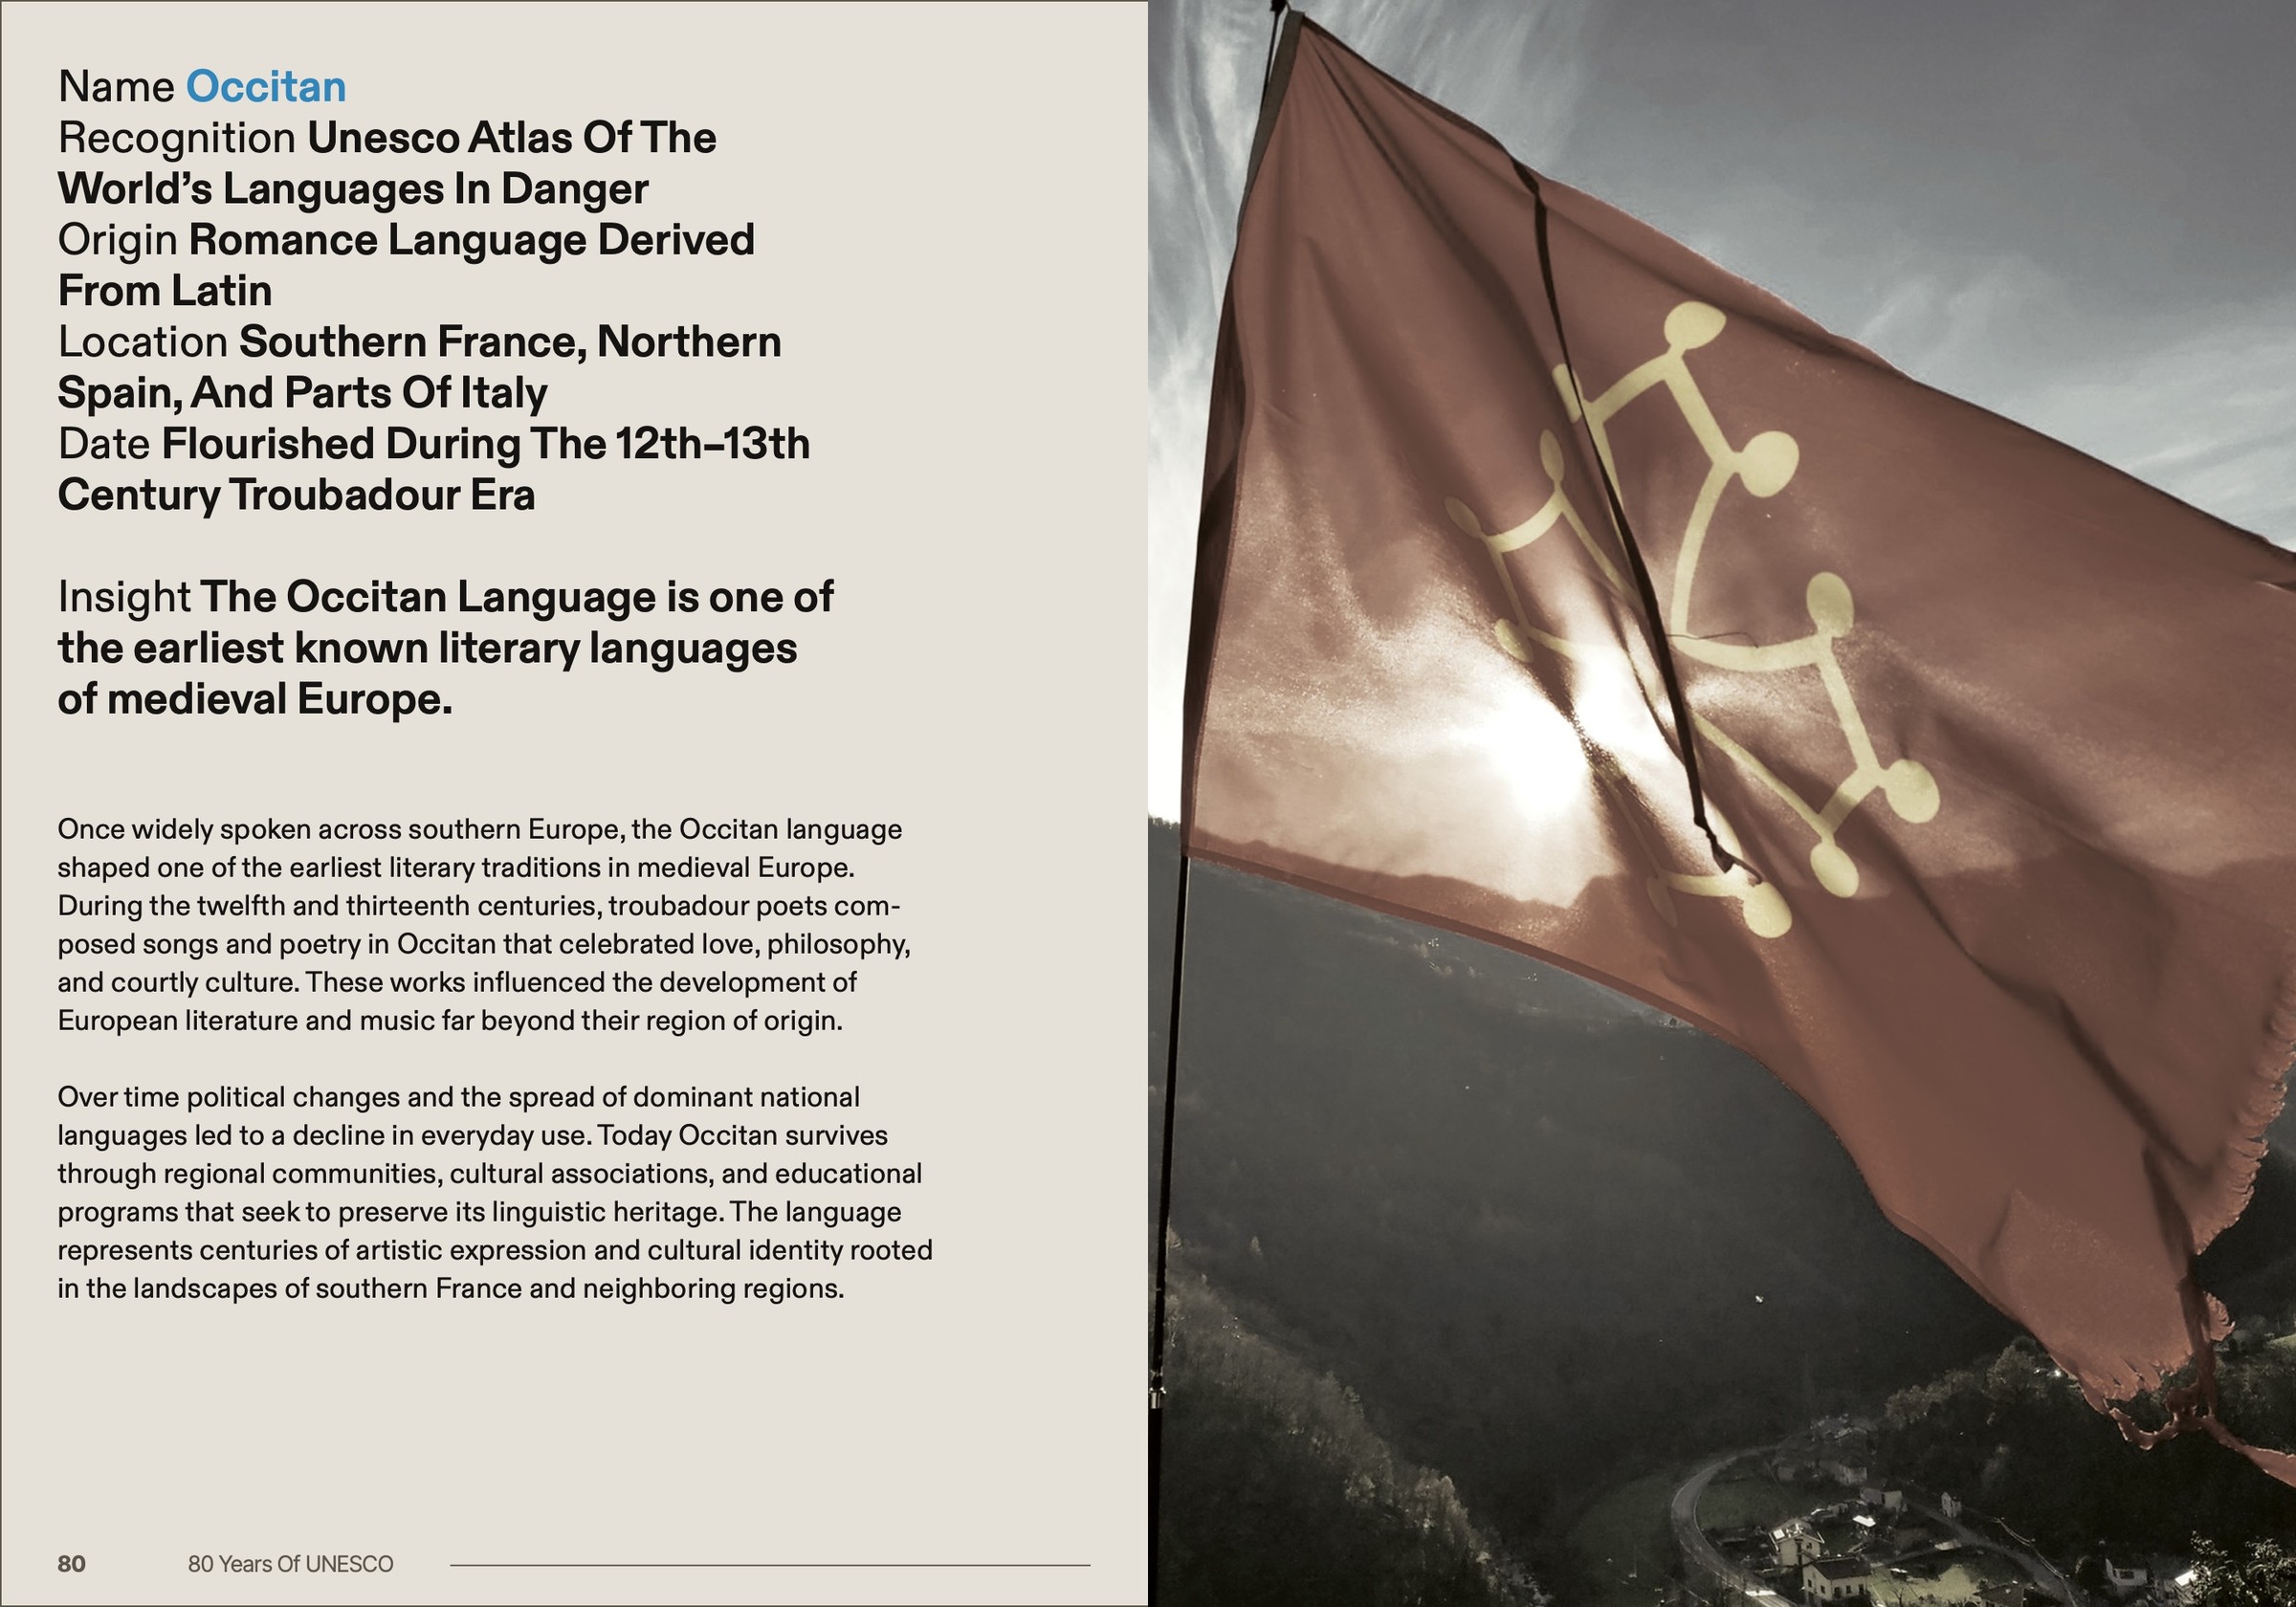 Name Occitan
Recognition Unesco Atlas Of The
World’s Languages In Danger
Origin Romance Language Derived
From Latin
Location Southern France, Northern
Spain, And Parts Of Italy
Date Flourished During The 12th–13th
Century Troubadour Era
Insight The Occitan Language is one of
the earliest known literary languages
of medieval Europe.
Once widely spoken across southern Europe, the Occitan language
shaped one of the earliest literary traditions in medieval Europe.
During the twelfth and thirteenth centuries, troubadour poets com-
posed songs and poetry in Occitan that celebrated love, philosophy,
and courtly culture. These works influenced the development of
European literature and music far beyond their region of origin.
Over time political changes and the spread of dominant national
languages led to a decline in everyday use. Today Occitan survives
through regional communities, cultural associations, and educational
programs that seek to preserve its linguistic heritage. The language
represents centuries of artistic expression and cultural identity rooted
in the landscapes of southern France and neighboring regions.
80 80 Years Of UNESCO